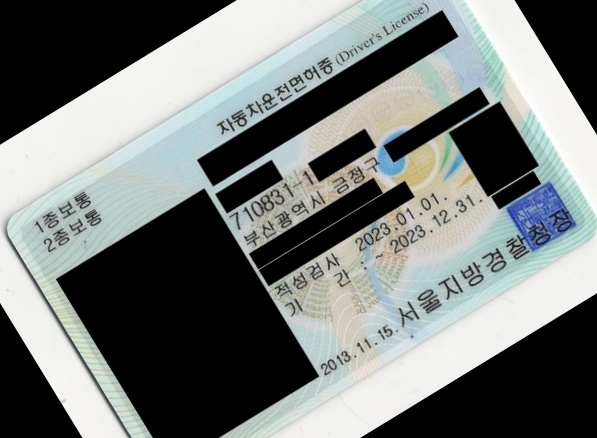 자동차운전면허증 (Driver's License)
1종보통
2종보통
710831-1
부산광역시 금정구
적성검사 2023.01.01.
기 간 : ~ 2023.12.31.
2013.11.15. 서울지방경찰청장